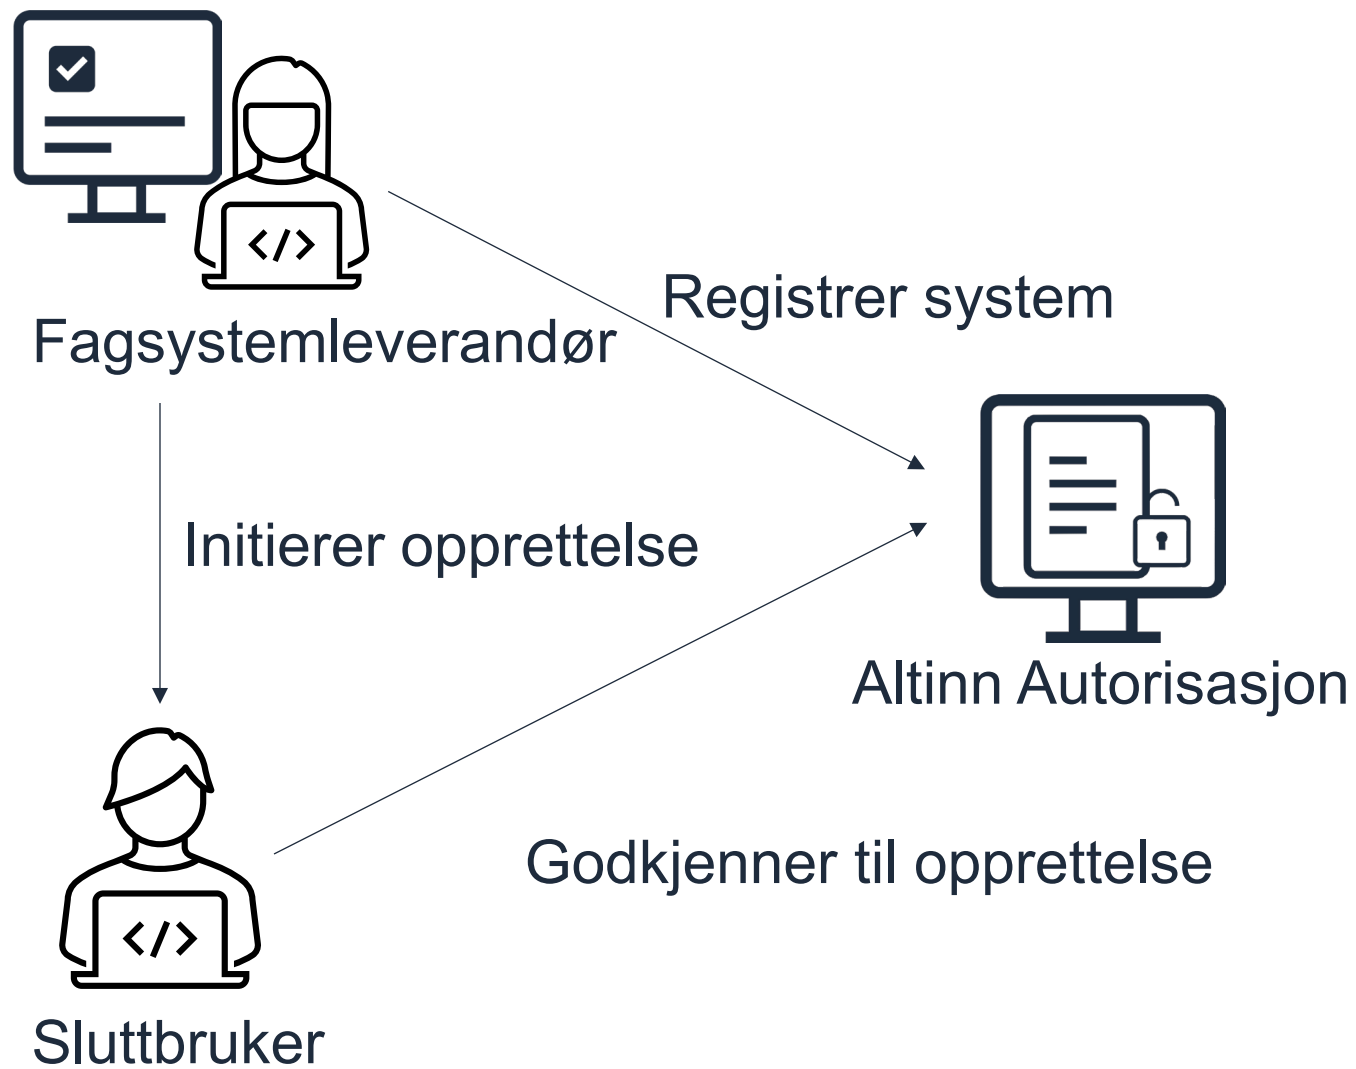 </>
Registrer system
Fagsystemleverandør
Initierer opprettelse
Altinn Autorisasjon
Godkjenner til opprettelse
</>
Sluttbruker